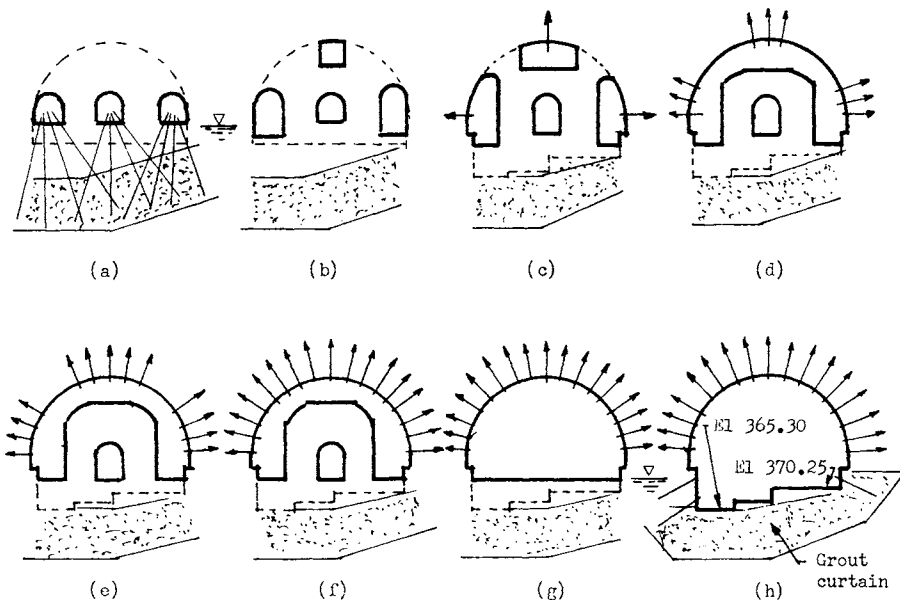 (a)
(b)
(c)
(d)
El 365.30
El 370.25
(e)
(f)
(g)
(h)
Grout
curtain